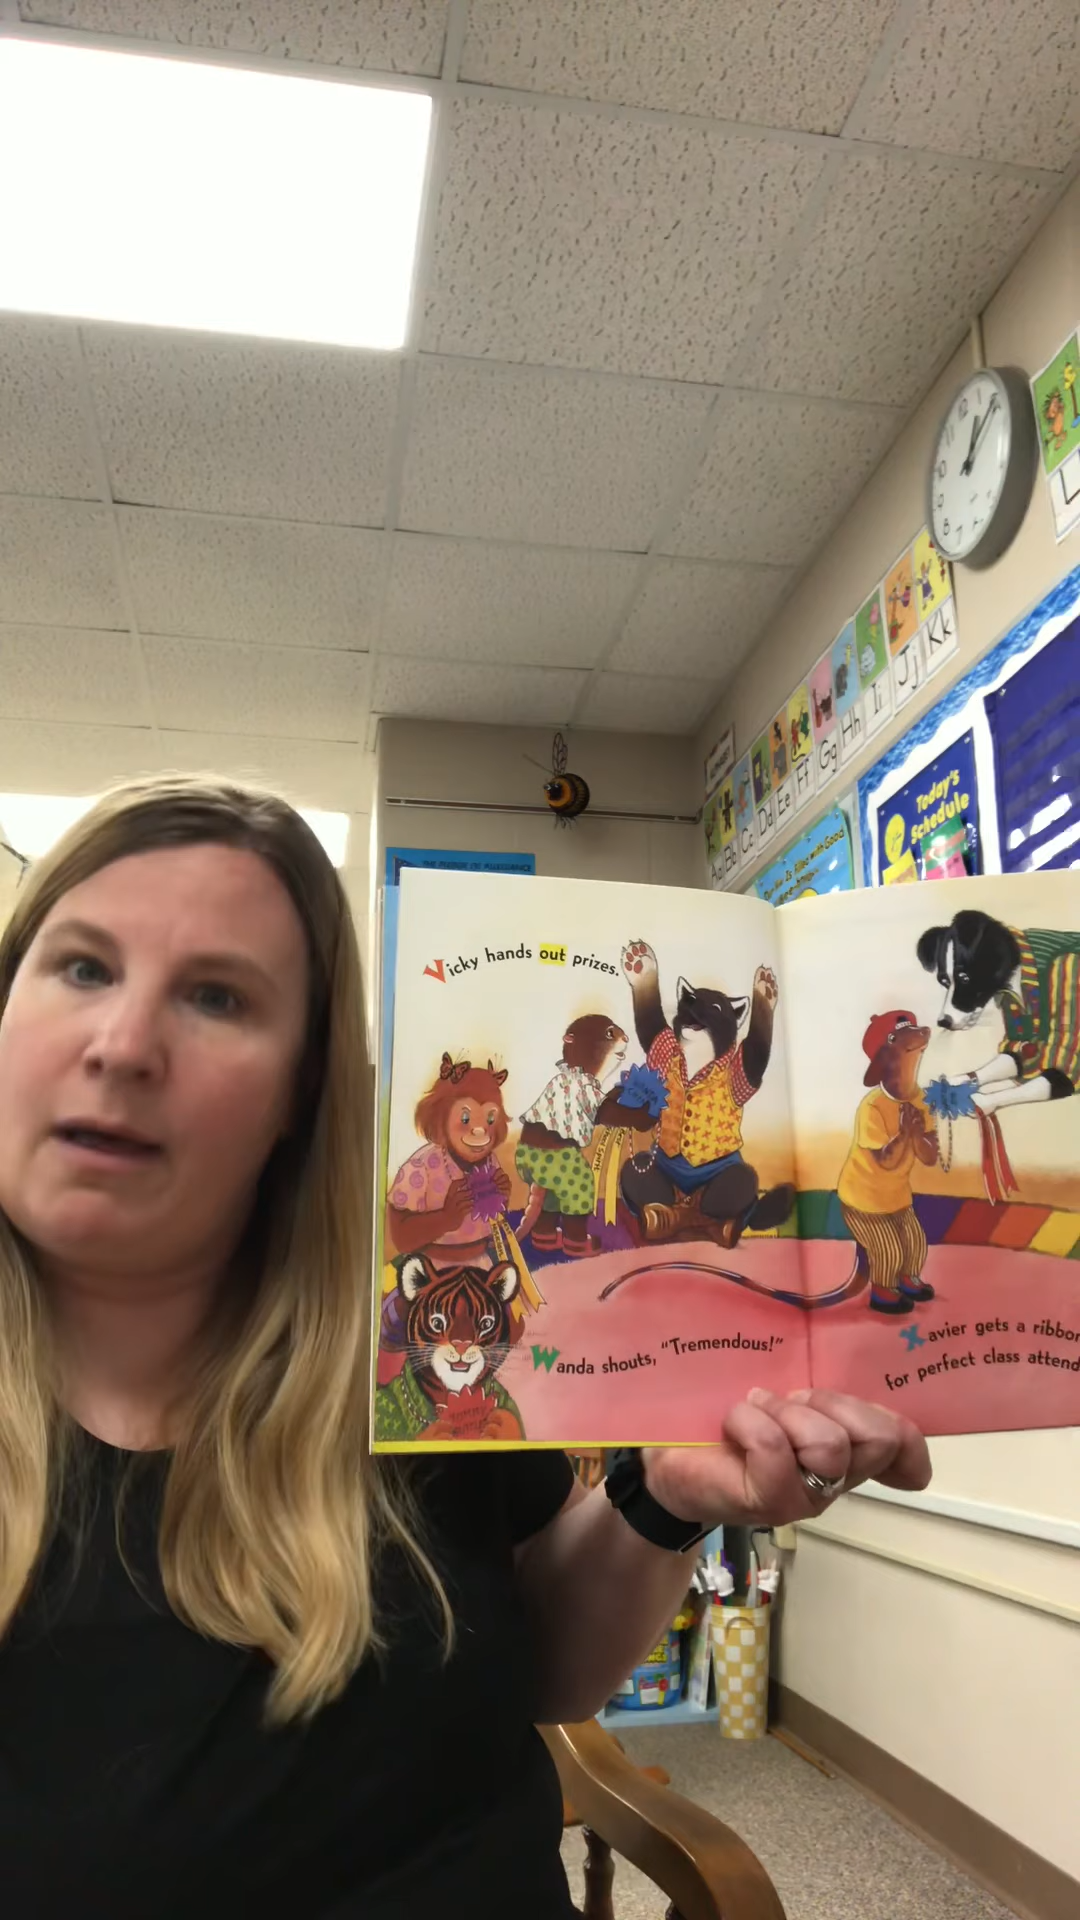 Vicky hands out prizes.
Wanda shouts, "Tremendous!"
Xavier gets a ribbon
for perfect class attend
Today's
Schedule
THE PLEDGE OF ALLEGIANCE
Aa Bb Cc Dd Ee Ff Gg Hh Ii Jj Kk
L